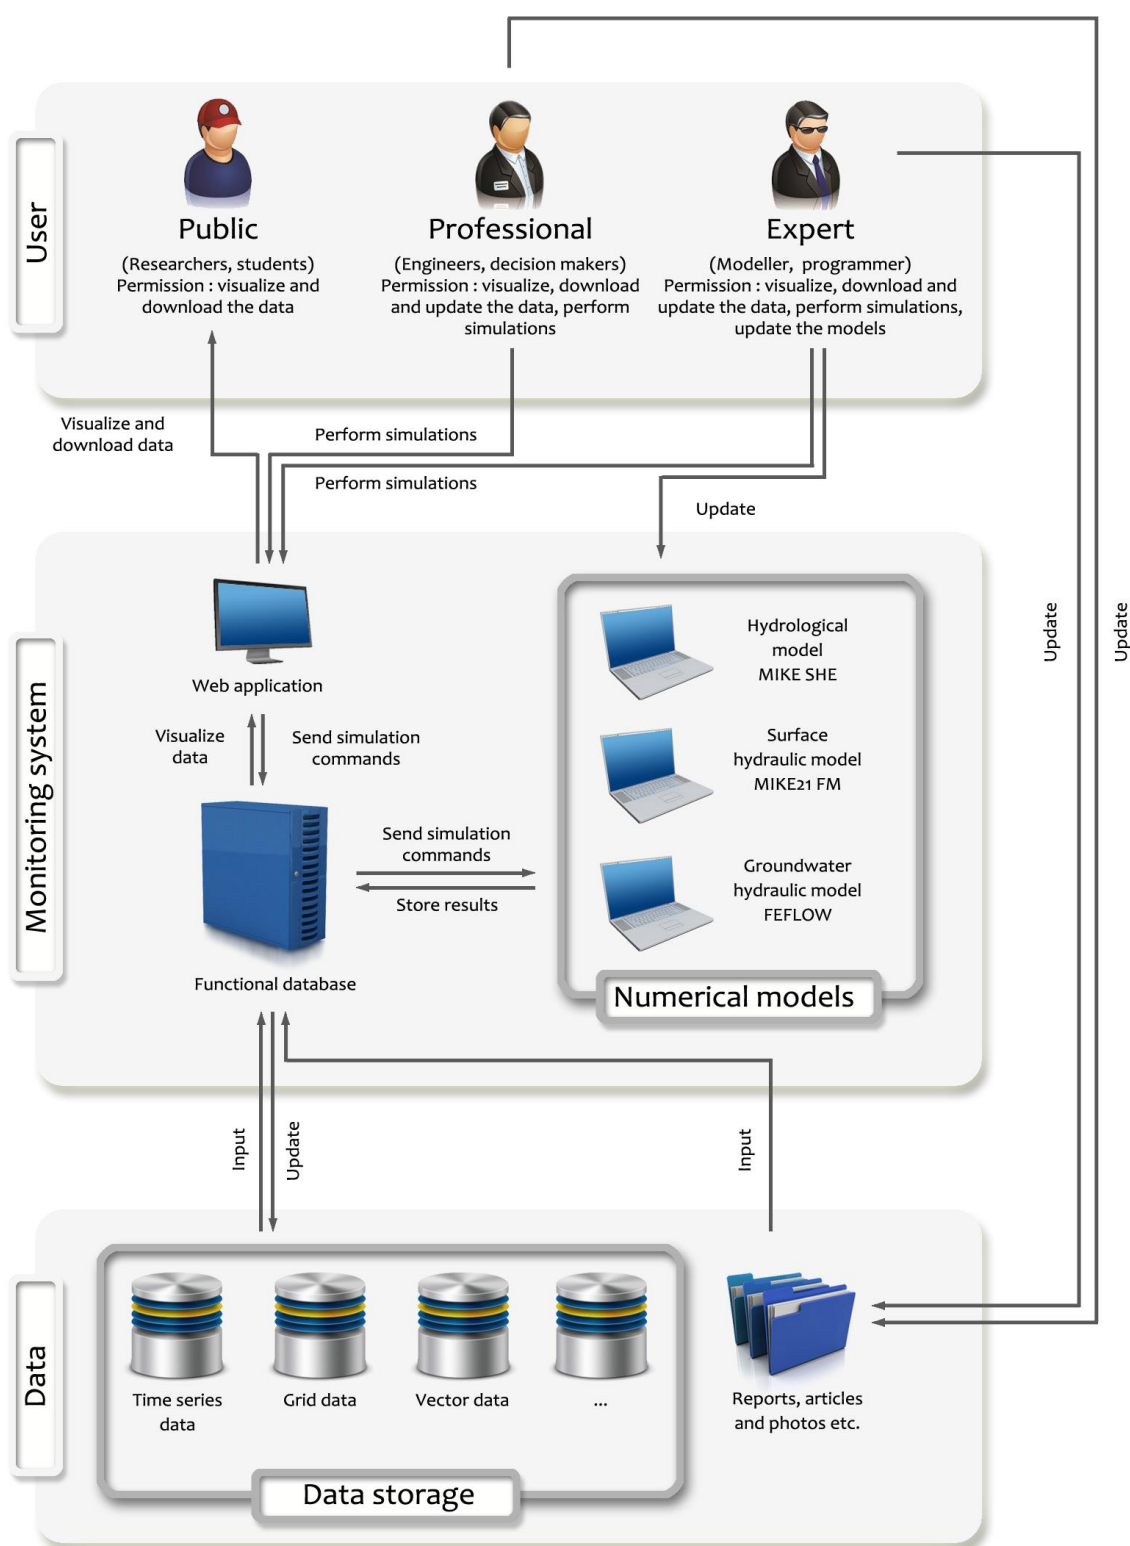 User
Public
(Researchers, students)
Permission : visualize and
download the data
Professional
(Engineers, decision makers)
Permission : visualize, download
and update the data, perform
simulations
Expert
(Modeller, programmer)
Permission : visualize, download and
update the data, perform simulations,
update the models
Visualize and
download data
Perform simulations
Perform simulations
Update
Update
Update
Monitoring system
Web application
Visualize
data
Send simulation
commands
Functional database
Send simulation
commands
Store results
Hydrological
model
MIKE SHE
Surface
hydraulic model
MIKE21 FM
Groundwater
hydraulic model
FEFLOW
Numerical models
Input
Update
Input
Data
Time series
data
Grid data
Vector data
...
Data storage
Reports, articles
and photos etc.